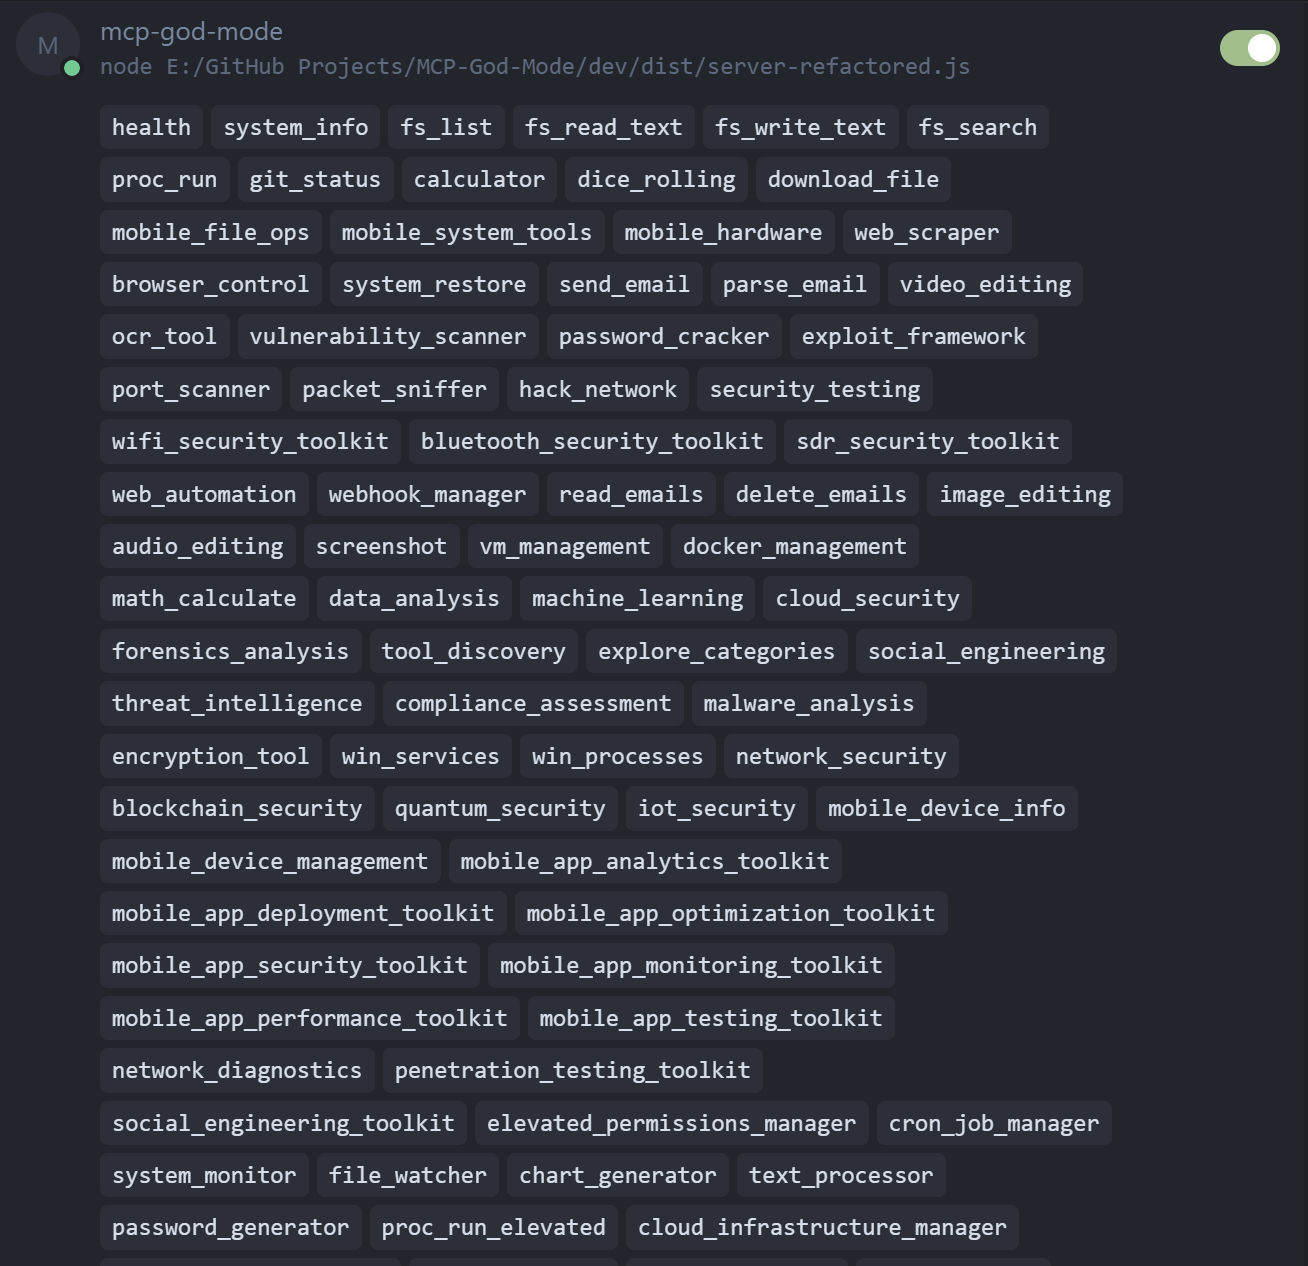 M
mcp-god-mode
node E:/GitHub Projects/MCP-God-Mode/dev/dist/server-refactored.js
health system_info fs_list fs_read_text fs_write_text fs_search
proc_run git_status calculator dice_rolling download_file
mobile_file_ops mobile_system_tools mobile_hardware web_scraper
browser_control system_restore send_email parse_email video_editing
ocr_tool vulnerability_scanner password_cracker exploit_framework
port_scanner packet_sniffer hack_network security_testing
wifi_security_toolkit bluetooth_security_toolkit sdr_security_toolkit
web_automation webhook_manager read_emails delete_emails image_editing
audio_editing screenshot vm_management docker_management
math_calculate data_analysis machine_learning cloud_security
forensics_analysis tool_discovery explore_categories social_engineering
threat_intelligence compliance_assessment malware_analysis
encryption_tool win_services win_processes network_security
blockchain_security quantum_security iot_security mobile_device_info
mobile_device_management mobile_app_analytics_toolkit
mobile_app_deployment_toolkit mobile_app_optimization_toolkit
mobile_app_security_toolkit mobile_app_monitoring_toolkit
mobile_app_performance_toolkit mobile_app_testing_toolkit
network_diagnostics penetration_testing_toolkit
social_engineering_toolkit elevated_permissions_manager cron_job_manager
system_monitor file_watcher chart_generator text_processor
password_generator proc_run_elevated cloud_infrastructure_manager